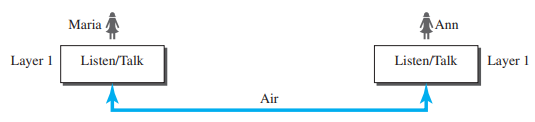 Maria Ann
Layer 1 Listen/Talk Listen/Talk Layer 1
Air